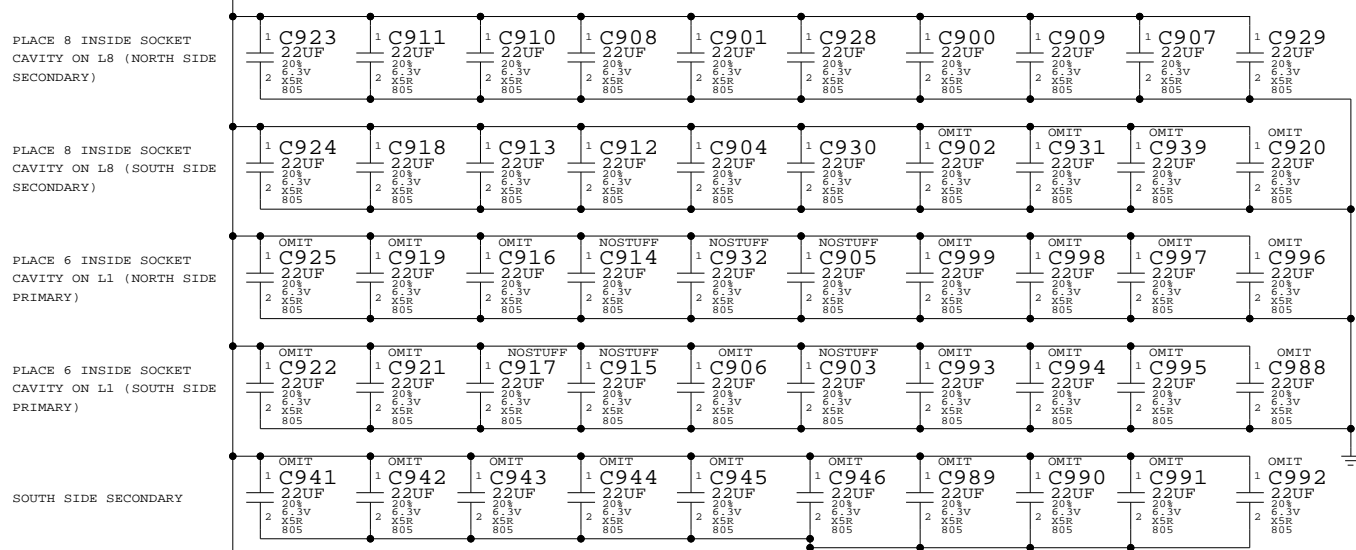 PLACE 8 INSIDE SOCKET
CAVITY ON L8 (NORTH SIDE
SECONDARY)
1 C923 1 C911 1 C910 1 C908 1 C901 1 C928 1 C900 1 C909 1 C907 1 C929
22UF 22UF 22UF 22UF 22UF 22UF 22UF 22UF 22UF 22UF
20% 20% 20% 20% 20% 20% 20% 20% 20% 20%
6.3V 6.3V 6.3V 6.3V 6.3V 6.3V 6.3V 6.3V 6.3V 6.3V
2 X5R 2 X5R 2 X5R 2 X5R 2 X5R 2 X5R 2 X5R 2 X5R 2 X5R 2 X5R
805 805 805 805 805 805 805 805 805 805
PLACE 8 INSIDE SOCKET
CAVITY ON L8 (SOUTH SIDE
SECONDARY)
OMIT OMIT OMIT OMIT
1 C924 1 C918 1 C913 1 C912 1 C904 1 C930 1 C902 1 C931 1 C939 1 C920
22UF 22UF 22UF 22UF 22UF 22UF 22UF 22UF 22UF 22UF
20% 20% 20% 20% 20% 20% 20% 20% 20% 20%
6.3V 6.3V 6.3V 6.3V 6.3V 6.3V 6.3V 6.3V 6.3V 6.3V
2 X5R 2 X5R 2 X5R 2 X5R 2 X5R 2 X5R 2 X5R 2 X5R 2 X5R 2 X5R
805 805 805 805 805 805 805 805 805 805
PLACE 6 INSIDE SOCKET
CAVITY ON L1 (NORTH SIDE
PRIMARY)
OMIT OMIT OMIT NOSTUFF NOSTUFF NOSTUFF OMIT OMIT OMIT OMIT
1 C925 1 C919 1 C916 1 C914 1 C932 1 C905 1 C999 1 C998 1 C997 1 C996
22UF 22UF 22UF 22UF 22UF 22UF 22UF 22UF 22UF 22UF
20% 20% 20% 20% 20% 20% 20% 20% 20% 20%
6.3V 6.3V 6.3V 6.3V 6.3V 6.3V 6.3V 6.3V 6.3V 6.3V
2 X5R 2 X5R 2 X5R 2 X5R 2 X5R 2 X5R 2 X5R 2 X5R 2 X5R 2 X5R
805 805 805 805 805 805 805 805 805 805
PLACE 6 INSIDE SOCKET
CAVITY ON L1 (SOUTH SIDE
PRIMARY)
OMIT OMIT NOSTUFF NOSTUFF OMIT NOSTUFF OMIT OMIT OMIT OMIT
1 C922 1 C921 1 C917 1 C915 1 C906 1 C903 1 C993 1 C994 1 C995 1 C988
22UF 22UF 22UF 22UF 22UF 22UF 22UF 22UF 22UF 22UF
20% 20% 20% 20% 20% 20% 20% 20% 20% 20%
6.3V 6.3V 6.3V 6.3V 6.3V 6.3V 6.3V 6.3V 6.3V 6.3V
2 X5R 2 X5R 2 X5R 2 X5R 2 X5R 2 X5R 2 X5R 2 X5R 2 X5R 2 X5R
805 805 805 805 805 805 805 805 805 805
SOUTH SIDE SECONDARY
OMIT OMIT OMIT OMIT OMIT OMIT OMIT OMIT OMIT OMIT
1 C941 1 C942 1 C943 1 C944 1 C945 1 C946 1 C989 1 C990 1 C991 1 C992
22UF 22UF 22UF 22UF 22UF 22UF 22UF 22UF 22UF 22UF
20% 20% 20% 20% 20% 20% 20% 20% 20% 20%
6.3V 6.3V 6.3V 6.3V 6.3V 6.3V 6.3V 6.3V 6.3V 6.3V
2 X5R 2 X5R 2 X5R 2 X5R 2 X5R 2 X5R 2 X5R 2 X5R 2 X5R 2 X5R
805 805 805 805 805 805 805 805 805 805